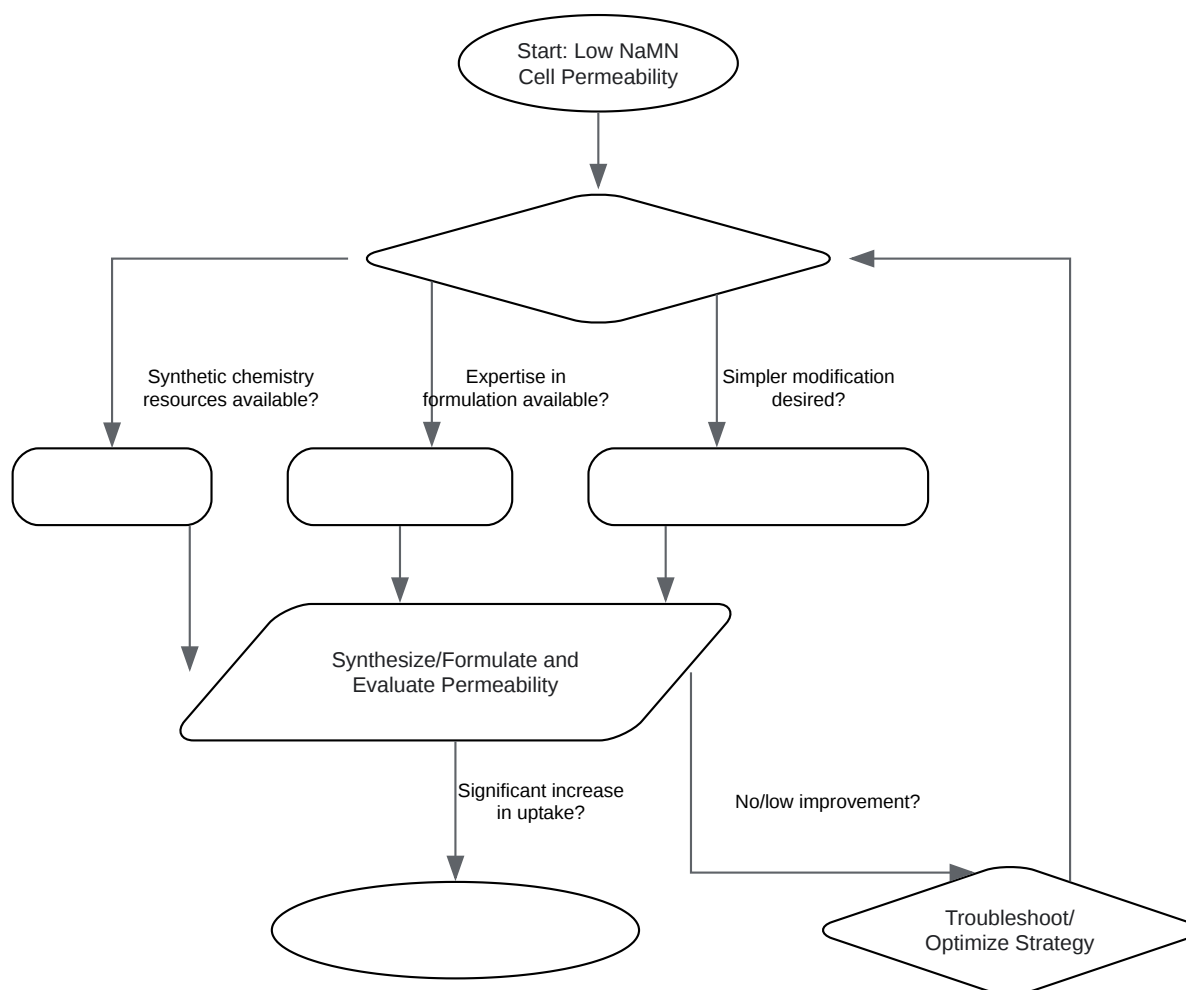 Start: Low NaMN
Cell Permeability
Synthetic chemistry
resources available?
Expertise in
formulation available?
Simpler modification
desired?
Synthesize/Formulate and
Evaluate Permeability
Significant increase
in uptake?
No/low improvement?
Troubleshoot/
Optimize Strategy